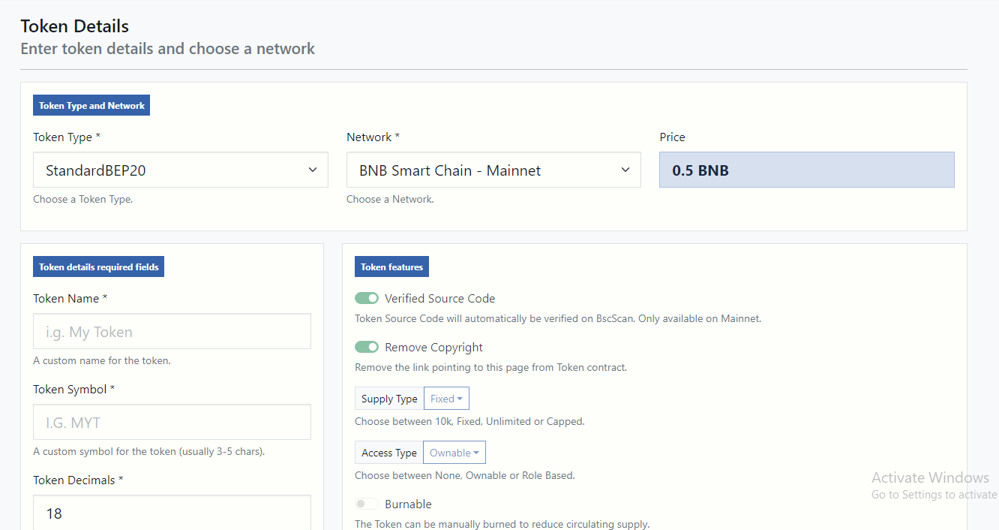 Token Details
Enter token details and choose a network
Token Type and Network
Token Type *
Network *
Price
StandardBEP20
BNB Smart Chain - Mainnet
0.5 BNB
Choose a Token Type.
Choose a Network.
Token details required fields
Token Name *
i.g. My Token
A custom name for the token.
Token Symbol *
I.G. MYT
A custom symbol for the token (usually 3-5 chars).
Token Decimals *
18
Token features
Verified Source Code
Token Source Code will automatically be verified on BscScan. Only available on Mainnet.
Remove Copyright
Remove the link pointing to this page from Token contract.
Supply Type Fixed
Choose between 10k, Fixed, Unlimited or Capped.
Access Type Ownable
Choose between None, Ownable or Role Based.
Burnable
The Token can be manually burned to reduce circulating supply.
Activate Windows
Go to Settings to activate